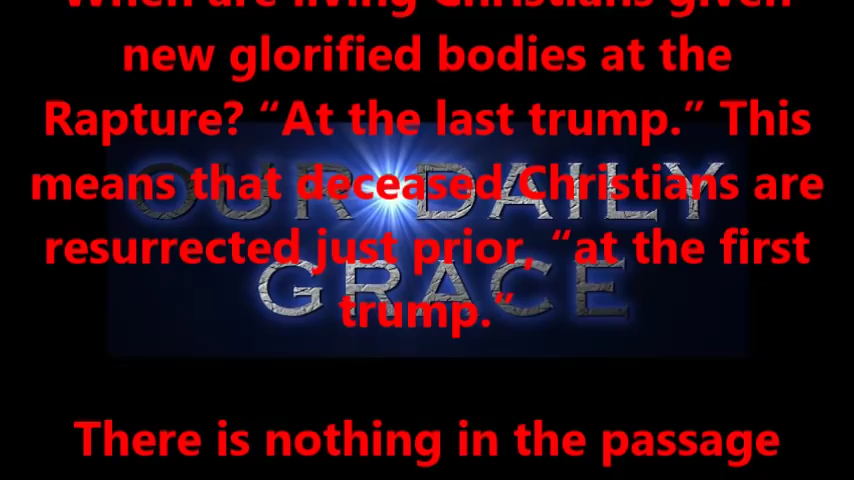 When are living Christians given
new glorified bodies at the
Rapture? “At the last trump.” This
means that deceased Christians are
resurrected just prior, “at the first
trump.”
There is nothing in the passage
OUR DAILY
GRACE